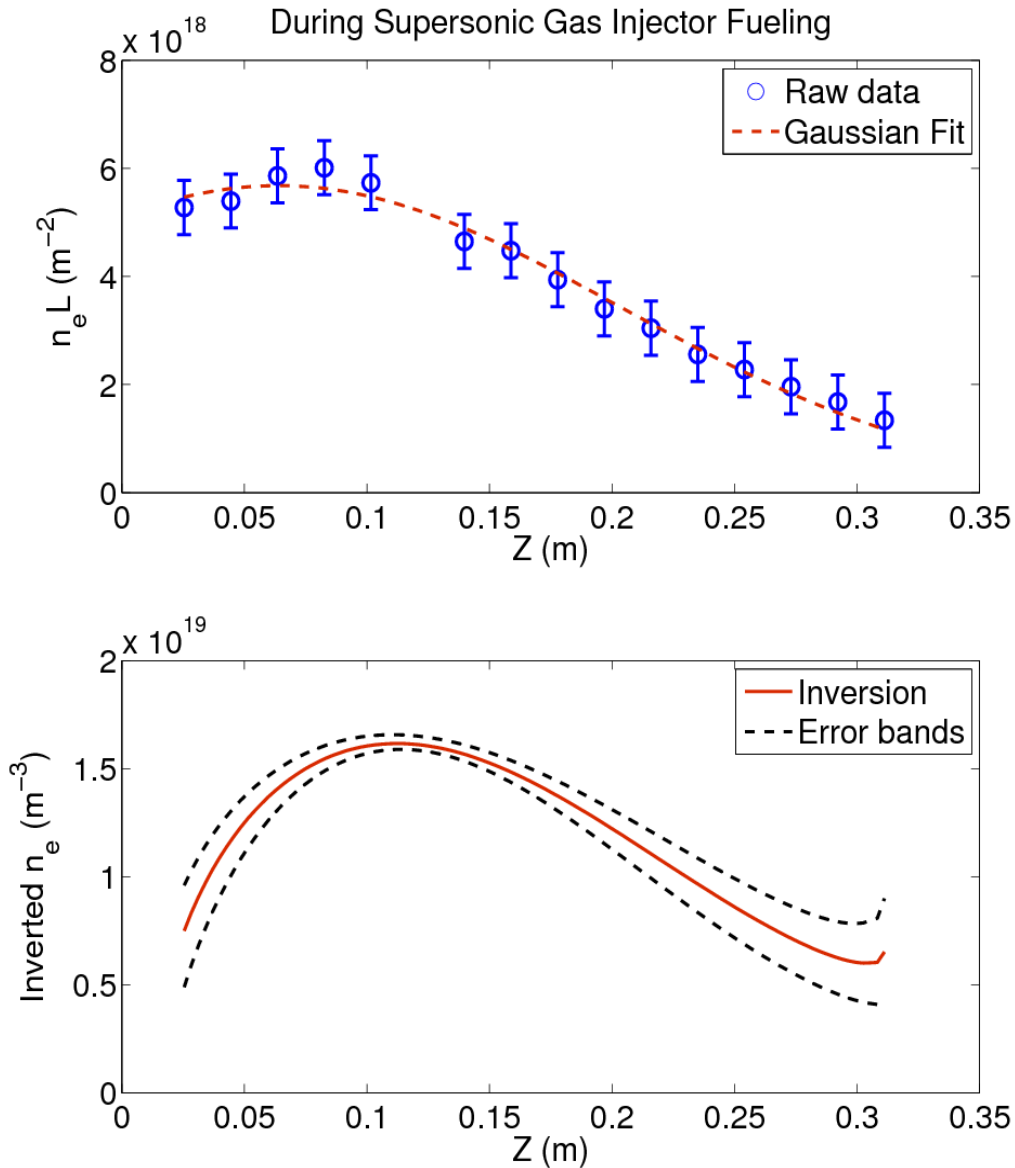 During Supersonic Gas Injector Fueling
x 10^18
8
6
4
2
0
n_e L (m^−2)
Raw data
Gaussian Fit
0 0.05 0.1 0.15 0.2 0.25 0.3 0.35
Z (m)
x 10^19
2
1.5
1
0.5
0
Inverted n_e (m^−3)
Inversion
Error bands
0 0.05 0.1 0.15 0.2 0.25 0.3 0.35
Z (m)